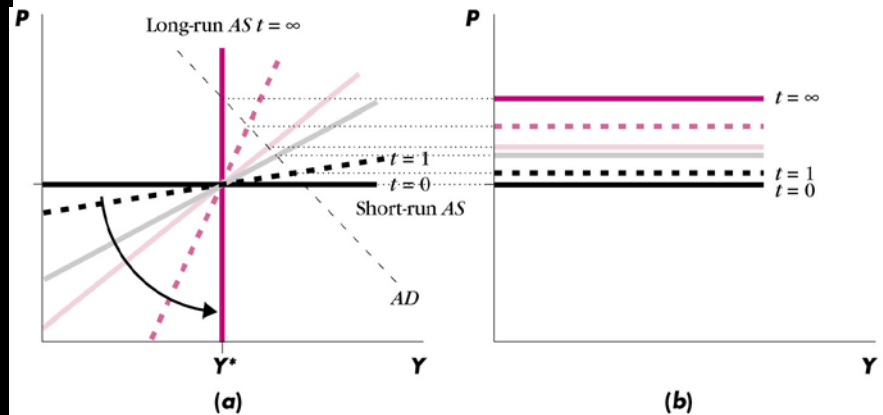 P
Long-run AS t = ∞
t = 1
t = 0
Short-run AS
AD
Y*
Y
(a)
P
t = ∞
t = 1
t = 0
Y
(b)